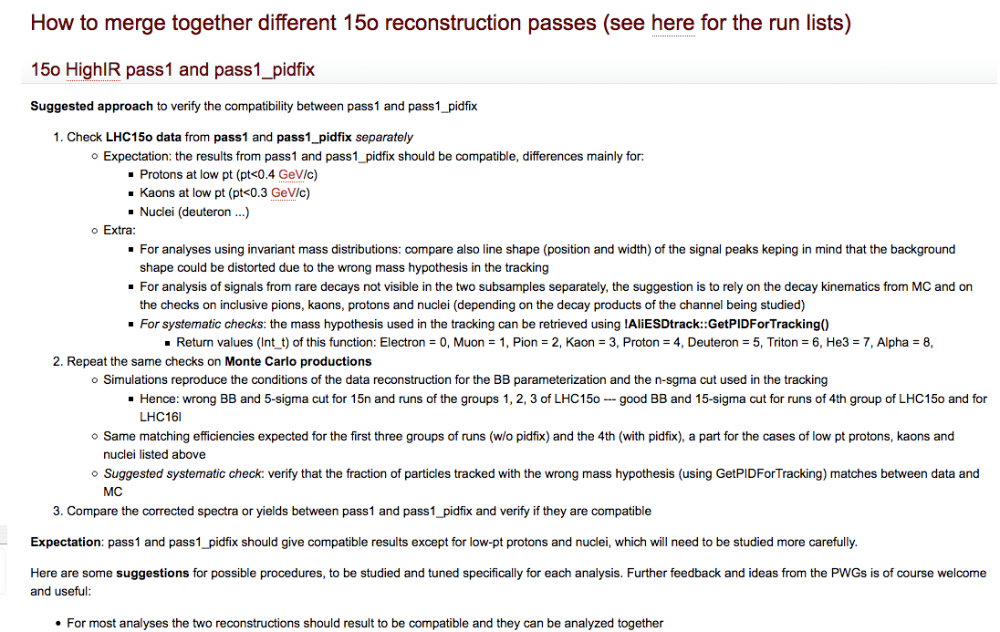 How to merge together different 15o reconstruction passes (see here for the run lists)
15o HighIR pass1 and pass1_pidfix
Suggested approach to verify the compatibility between pass1 and pass1_pidfix
1. Check LHC15o data from pass1 and pass1_pidfix separately
Expectation: the results from pass1 and pass1_pidfix should be compatible, differences mainly for:
Protons at low pt (pt<0.4 GeV/c)
Kaons at low pt (pt<0.3 GeV/c)
Nuclei (deuteron ...)
Extra:
For analyses using invariant mass distributions: compare also line shape (position and width) of the signal peaks keping in mind that the background
shape could be distorted due to the wrong mass hypothesis in the tracking
For analysis of signals from rare decays not visible in the two subsamples separately, the suggestion is to rely on the decay kinematics from MC and on
the checks on inclusive pions, kaons, protons and nuclei (depending on the decay products of the channel being studied)
For systematic checks: the mass hypothesis used in the tracking can be retrieved using !AliESDtrack::GetPIDForTracking()
Return values (Int_t) of this function: Electron = 0, Muon = 1, Pion = 2, Kaon = 3, Proton = 4, Deuteron = 5, Triton = 6, He3 = 7, Alpha = 8,
2. Repeat the same checks on Monte Carlo productions
Simulations reproduce the conditions of the data reconstruction for the BB parameterization and the n-sgma cut used in the tracking
Hence: wrong BB and 5-sigma cut for 15n and runs of the groups 1, 2, 3 of LHC15o --- good BB and 15-sigma cut for runs of 4th group of LHC15o and for
LHC16l
Same matching efficiencies expected for the first three groups of runs (w/o pidfix) and the 4th (with pidfix), a part for the cases of low pt protons, kaons and
nuclei listed above
Suggested systematic check: verify that the fraction of particles tracked with the wrong mass hypothesis (using GetPIDForTracking) matches between data and
MC
3. Compare the corrected spectra or yields between pass1 and pass1_pidfix and verify if they are compatible
Expectation: pass1 and pass1_pidfix should give compatible results except for low-pt protons and nuclei, which will need to be studied more carefully.
Here are some suggestions for possible procedures, to be studied and tuned specifically for each analysis. Further feedback and ideas from the PWGs is of course welcome
and useful:
For most analyses the two reconstructions should result to be compatible and they can be analyzed together